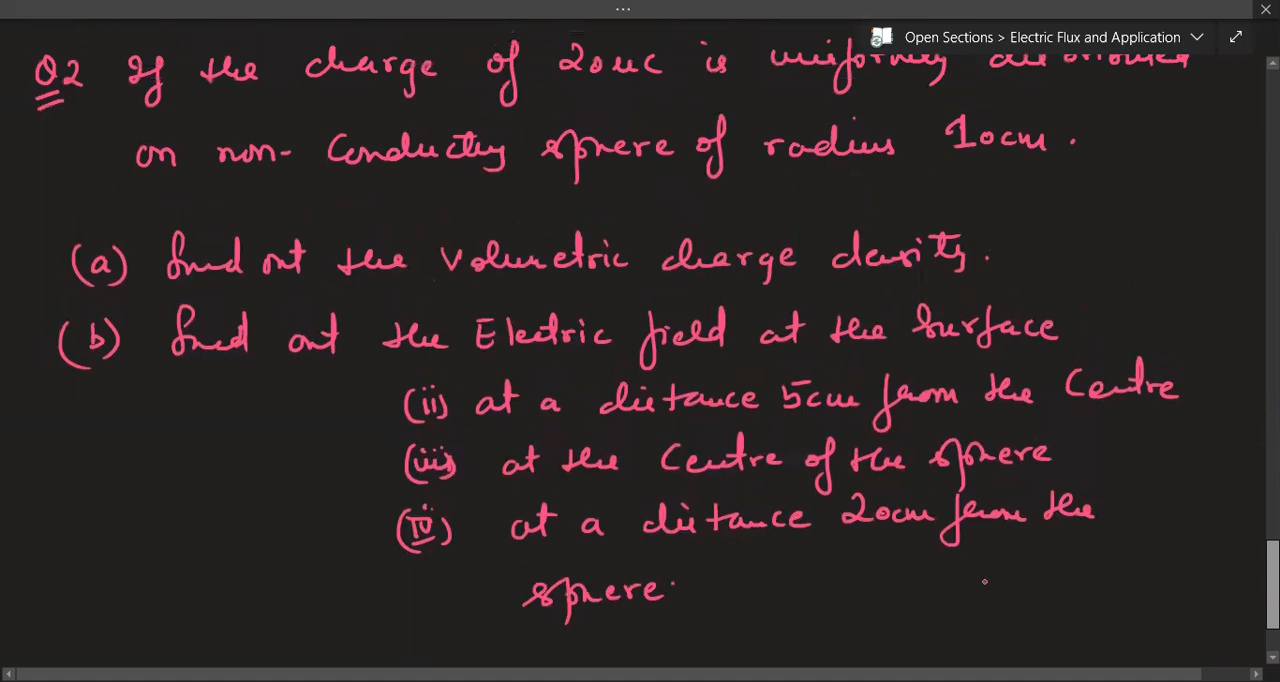 ...
Open Sections > Electric Flux and Application
Q2 If the charge of 20μC is uniformly distributed
on non-Conducting sphere of radius 10cm.
(a) find out the Volumetric charge density.
(b) find out the Electric field at the Surface
(ii) at a distance 5cm from the Centre
(iii) at the Centre of the sphere
(IV) at a distance 20cm from the
sphere.